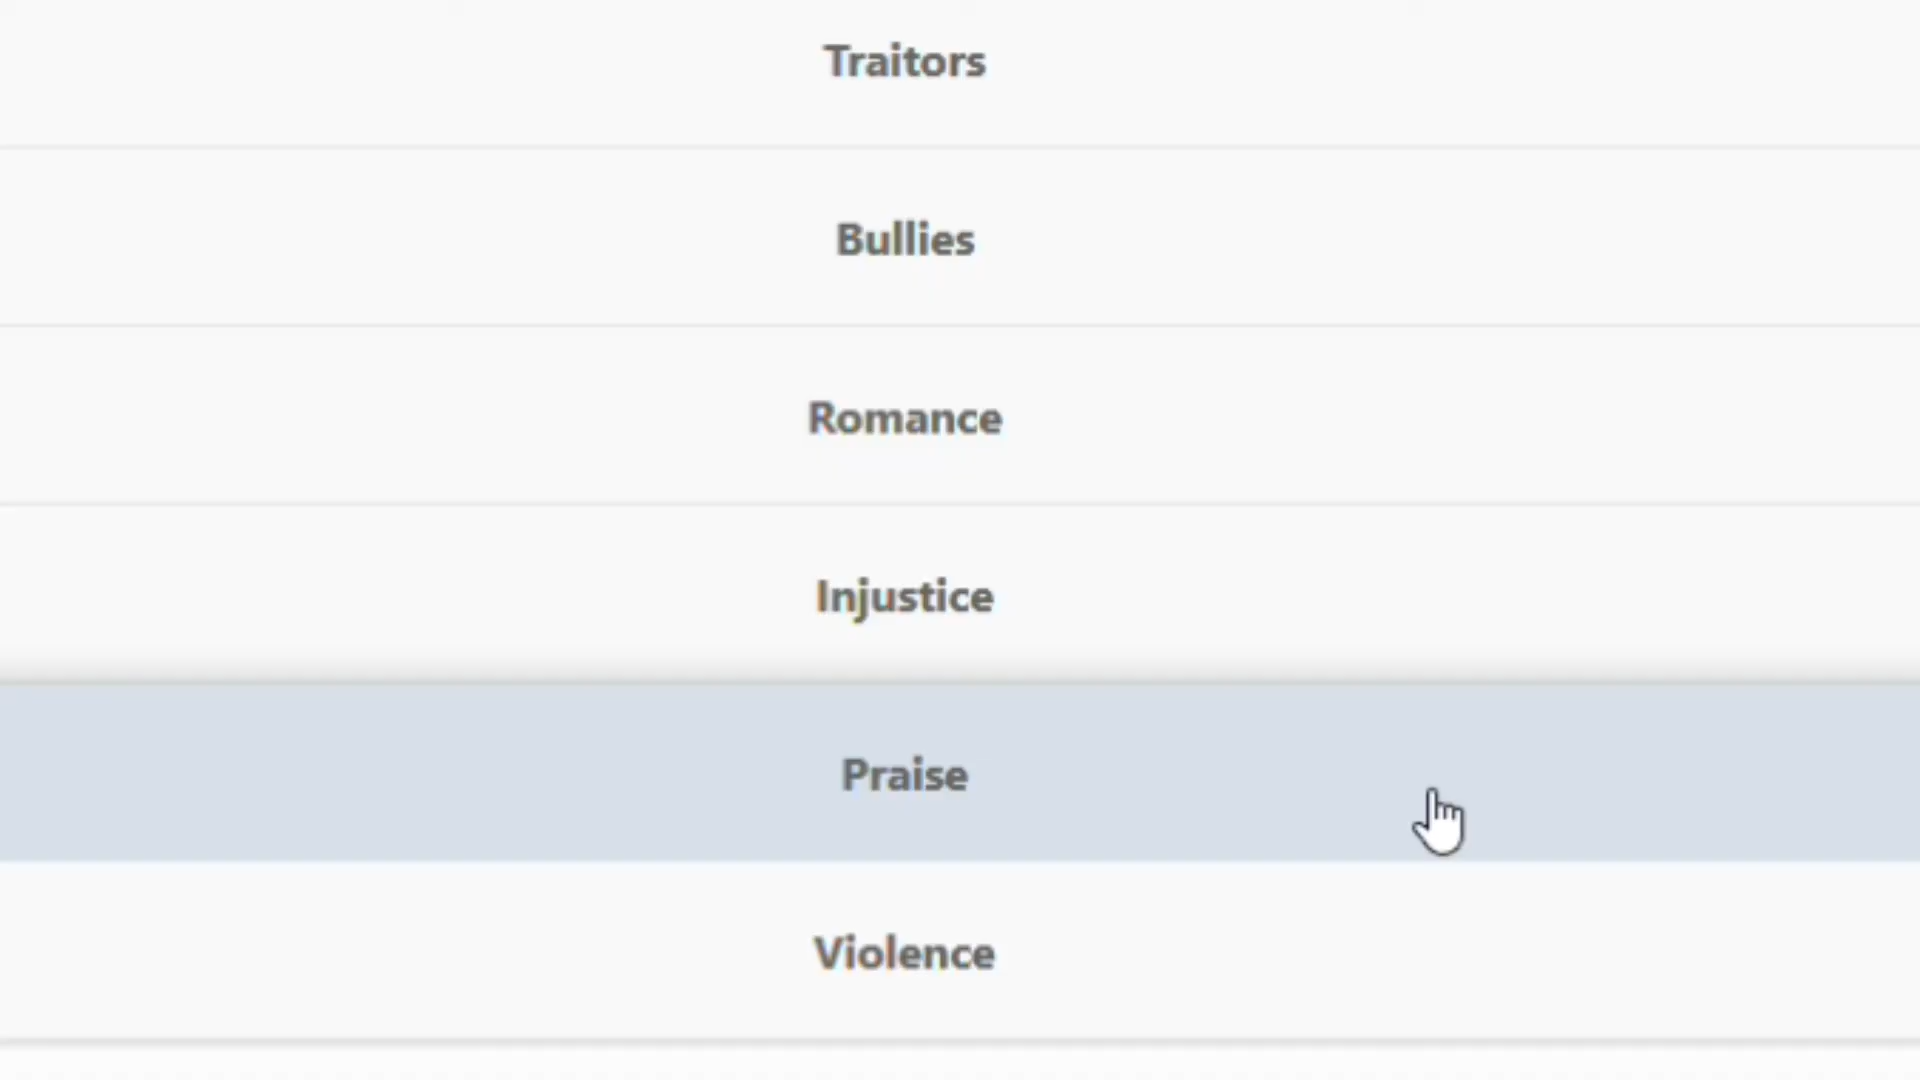 Traitors
Bullies
Romance
Injustice
Praise
Violence